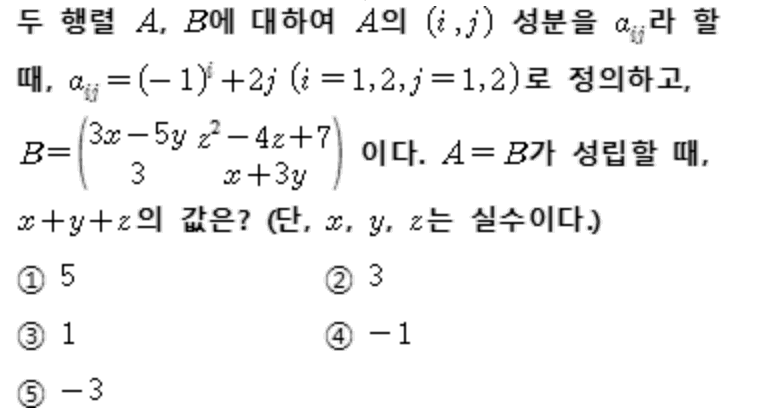 두 행렬 A, B에 대하여 A의 (i ,j) 성분을 aᵢⱼ라 할
때, aᵢⱼ=(-1)ⁱ+2j (i=1,2,j=1,2)로 정의하고,
B=(3x-5y z²-4z+7
3 x+3y) 이다. A=B가 성립할 때,
x+y+z의 값은? (단, x, y, z는 실수이다.)
① 5 ② 3
③ 1 ④ -1
⑤ -3